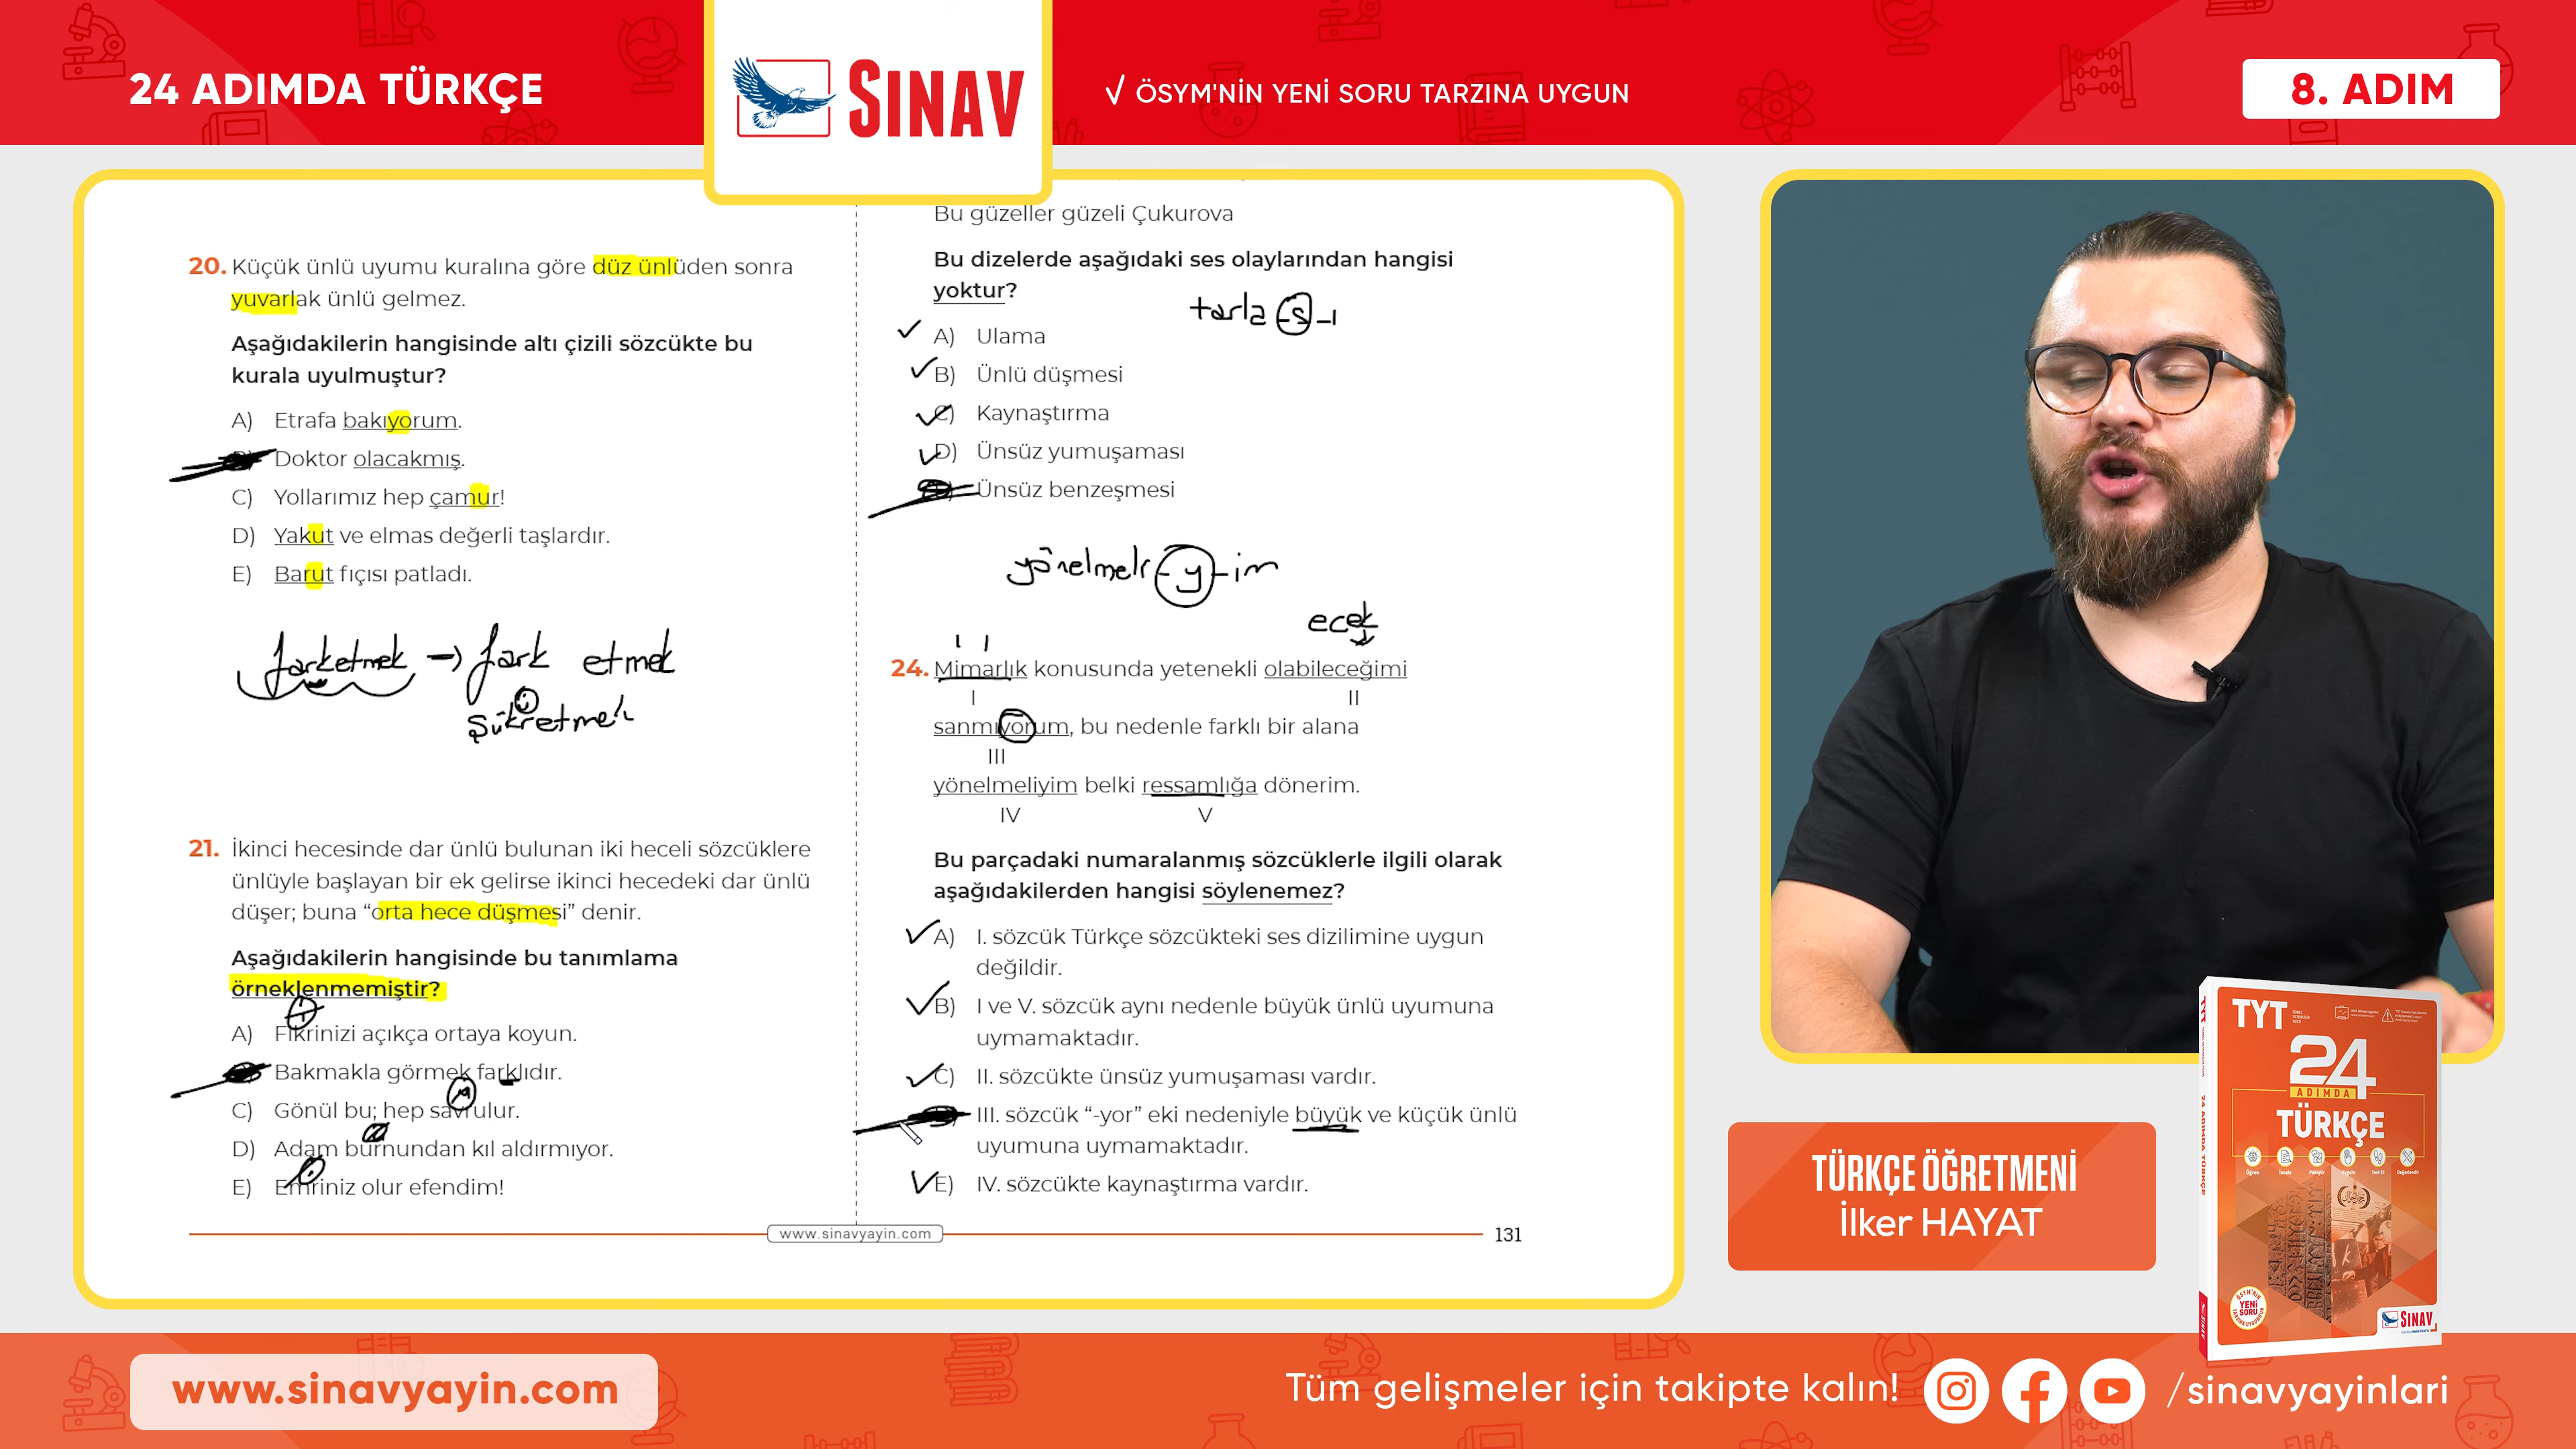 24 ADIMDA TÜRKÇE
SINAV
√ ÖSYM'NİN YENİ SORU TARZINA UYGUN
8. ADIM
20. Küçük ünlü uyumu kuralına göre düz ünlüden sonra
yuvarlak ünlü gelmez.
Aşağıdakilerin hangisinde altı çizili sözcükte bu
kurala uyulmuştur?
A) Etrafa bakıyorum.
Doktor olacakmış.
C) Yollarımız hep çamur!
D) Yakut ve elmas değerli taşlardır.
E) Barut fıçısı patladı.
farketmek → fark etmek
şükretmek
ü
21. İkinci hecesinde dar ünlü bulunan iki heceli sözcüklere
ünlüyle başlayan bir ek gelirse ikinci hecedeki dar ünlü
düşer; buna “orta hece düşmesi” denir.
Aşağıdakilerin hangisinde bu tanımlama
örneklenmemiştir?
A) Fikrinizi açıkça ortaya koyun.
Bakmakla görmek farklıdır.
C) Gönül bu; hep savrulur.
D) Adam burnundan kıl aldırmıyor.
E) Emriniz olur efendim!
Bu güzeller güzeli Çukurova
Bu dizelerde aşağıdaki ses olaylarından hangisi
yoktur?
tarla -s-ı
A) Ulama
B) Ünlü düşmesi
C) Kaynaştırma
D) Ünsüz yumuşaması
Ünsüz benzeşmesi
-y-im
ecek
24. Mimarlık konusunda yetenekli olabileceğimi
I II
sanmıyorum, bu nedenle farklı bir alana
III
yönelmeliyim belki ressamlığa dönerim.
IV V
Bu parçadaki numaralanmış sözcüklerle ilgili olarak
aşağıdakilerden hangisi söylenemez?
A) I. sözcük Türkçe sözcükteki ses dizilimine uygun
değildir.
B) I ve V. sözcük aynı nedenle büyük ünlü uyumuna
uymamaktadır.
C) II. sözcükte ünsüz yumuşaması vardır.
III. sözcük “-yor” eki nedeniyle büyük ve küçük ünlü
uyumuna uymamaktadır.
E) IV. sözcükte kaynaştırma vardır.
www.sinavyayin.com
131
TÜRKÇE ÖĞRETMENİ
İlker HAYAT
TYT
24
ADIMDA
TÜRKÇE
YENİ
SORU
SINAV
24 ADIMDA TÜRKÇE
www.sinavyayin.com
Tüm gelişmeler için takipte kalın!
/sinavyayinlari